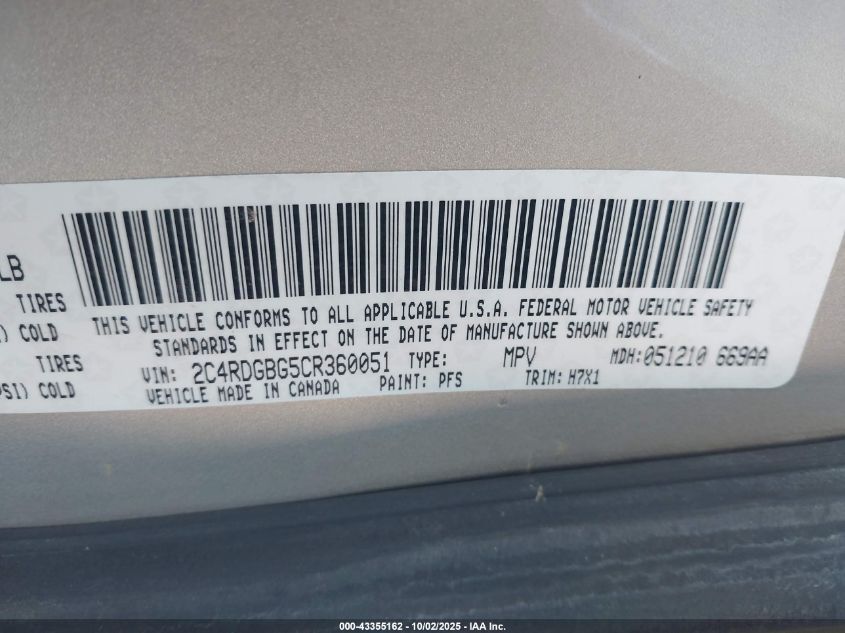 LB
TIRES
) COLD
TIRES
PSI) COLD
THIS VEHICLE CONFORMS TO ALL APPLICABLE U.S.A. FEDERAL MOTOR VEHICLE SAFETY
STANDARDS IN EFFECT ON THE DATE OF MANUFACTURE SHOWN ABOVE.
VIN: 2C4RDGBG5CR360051 TYPE: MPV MDH:051210 669AA
VEHICLE MADE IN CANADA PAINT: PFS TRIM: H7X1
000-43355162 - 10/02/2025 - IAA Inc.